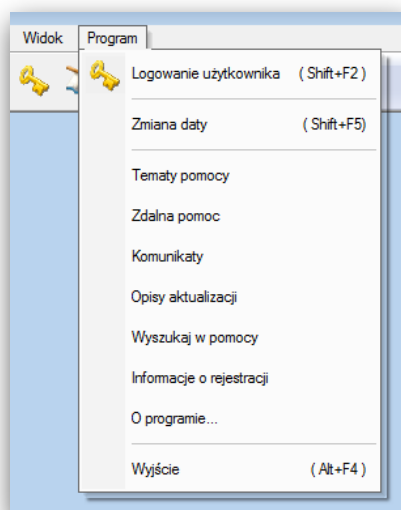 Widok Program
Logowanie użytkownika ( Shift+F2 )
Zmiana daty ( Shift+F5)
Tematy pomocy
Zdalna pomoc
Komunikaty
Opisy aktualizacji
Wyszukaj w pomocy
Informacje o rejestracji
O programie...
Wyjście ( Alt+F4 )